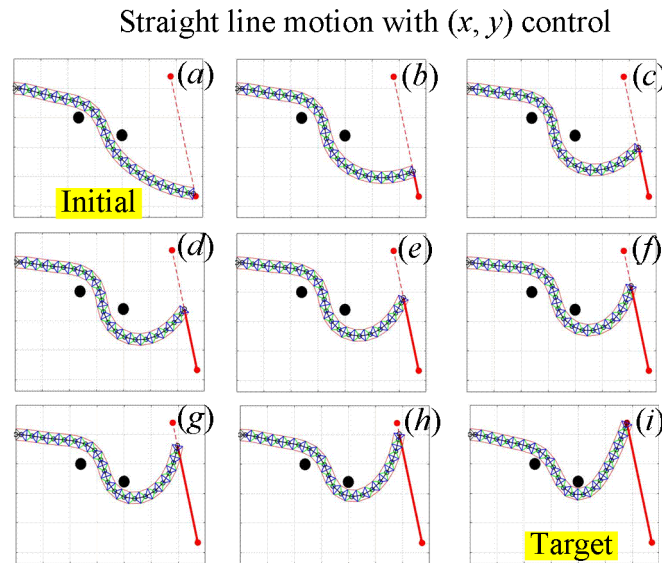 Straight line motion with (x, y) control
(a) (b) (c)
Initial
(d) (e) (f)
(g) (h) (i)
Target